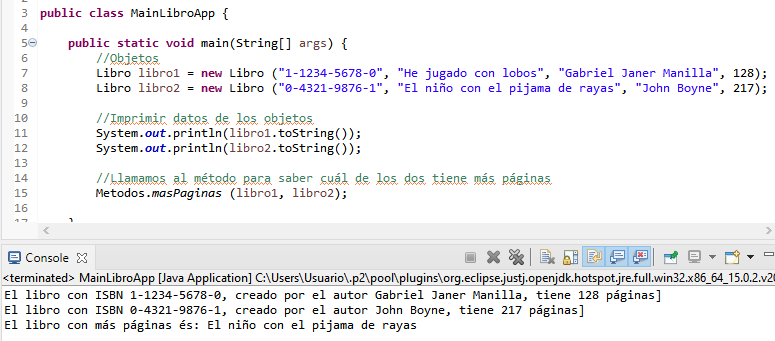 3 public class MainLibroApp {
4
5 public static void main(String[] args) {
6 //Objetos
7 Libro libro1 = new Libro ("1-1234-5678-0", "He jugado con lobos", "Gabriel Janer Manilla", 128);
8 Libro libro2 = new Libro ("0-4321-9876-1", "El niño con el pijama de rayas", "John Boyne", 217);
9
10 //Imprimir datos de los objetos
11 System.out.println(libro1.toString());
12 System.out.println(libro2.toString());
13
14 //Llamamos al método para saber cuál de los dos tiene más páginas
15 Metodos.masPaginas (libro1, libro2);
16
17 }
Console
<terminated> MainLibroApp [Java Application] C:\Users\Usuario\.p2\pool\plugins\org.eclipse.justj.openjdk.hotspot.jre.full.win32.x86_64_15.0.2.v20
El libro con ISBN 1-1234-5678-0, creado por el autor Gabriel Janer Manilla, tiene 128 páginas]
El libro con ISBN 0-4321-9876-1, creado por el autor John Boyne, tiene 217 páginas]
El libro con más páginas és: El niño con el pijama de rayas